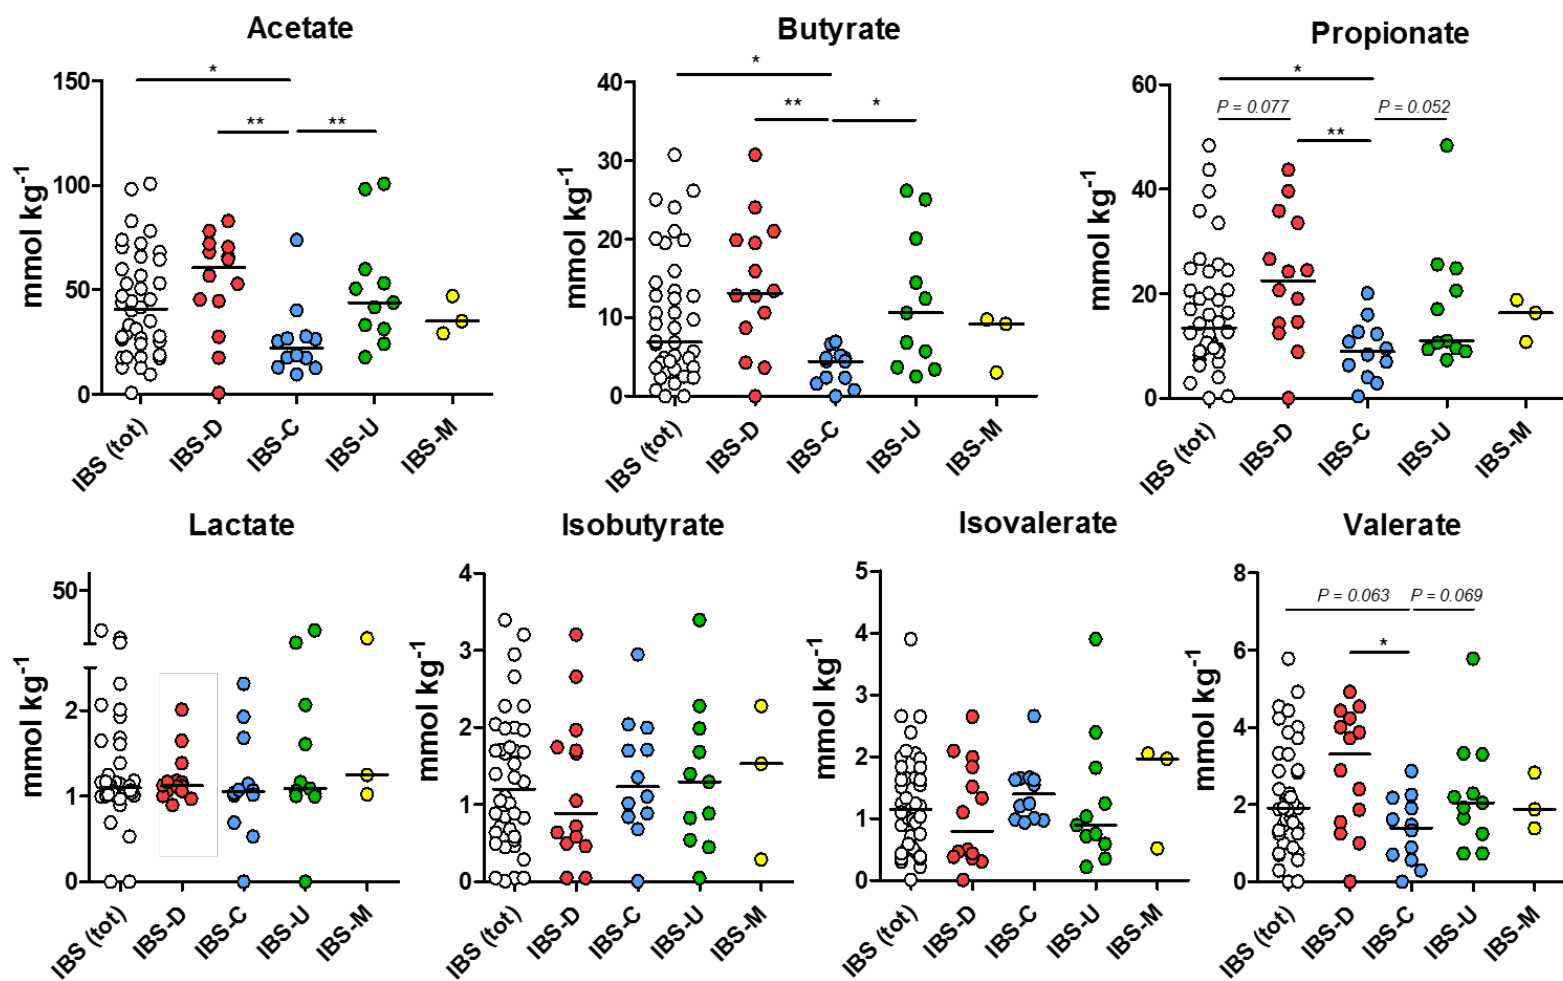 Acetate
Butyrate
Propionate
*
**
**
150
100
50
0
mmol kg-1
IBS (tot)
IBS-D
IBS-C
IBS-U
IBS-M
*
**
*
40
30
20
10
0
mmol kg-1
IBS (tot)
IBS-D
IBS-C
IBS-U
IBS-M
*
P = 0.077
P = 0.052
**
60
40
20
0
mmol kg-1
IBS (tot)
IBS-D
IBS-C
IBS-U
IBS-M
Lactate
Isobutyrate
Isovalerate
Valerate
50
2
1
0
mmol kg-1
IBS (tot)
IBS-D
IBS-C
IBS-U
IBS-M
4
3
2
1
0
mmol kg-1
IBS (tot)
IBS-D
IBS-C
IBS-U
IBS-M
5
4
3
2
1
0
mmol kg-1
IBS (tot)
IBS-D
IBS-C
IBS-U
IBS-M
P = 0.063
P = 0.069
*
8
6
4
2
0
mmol kg-1
IBS (tot)
IBS-D
IBS-C
IBS-U
IBS-M